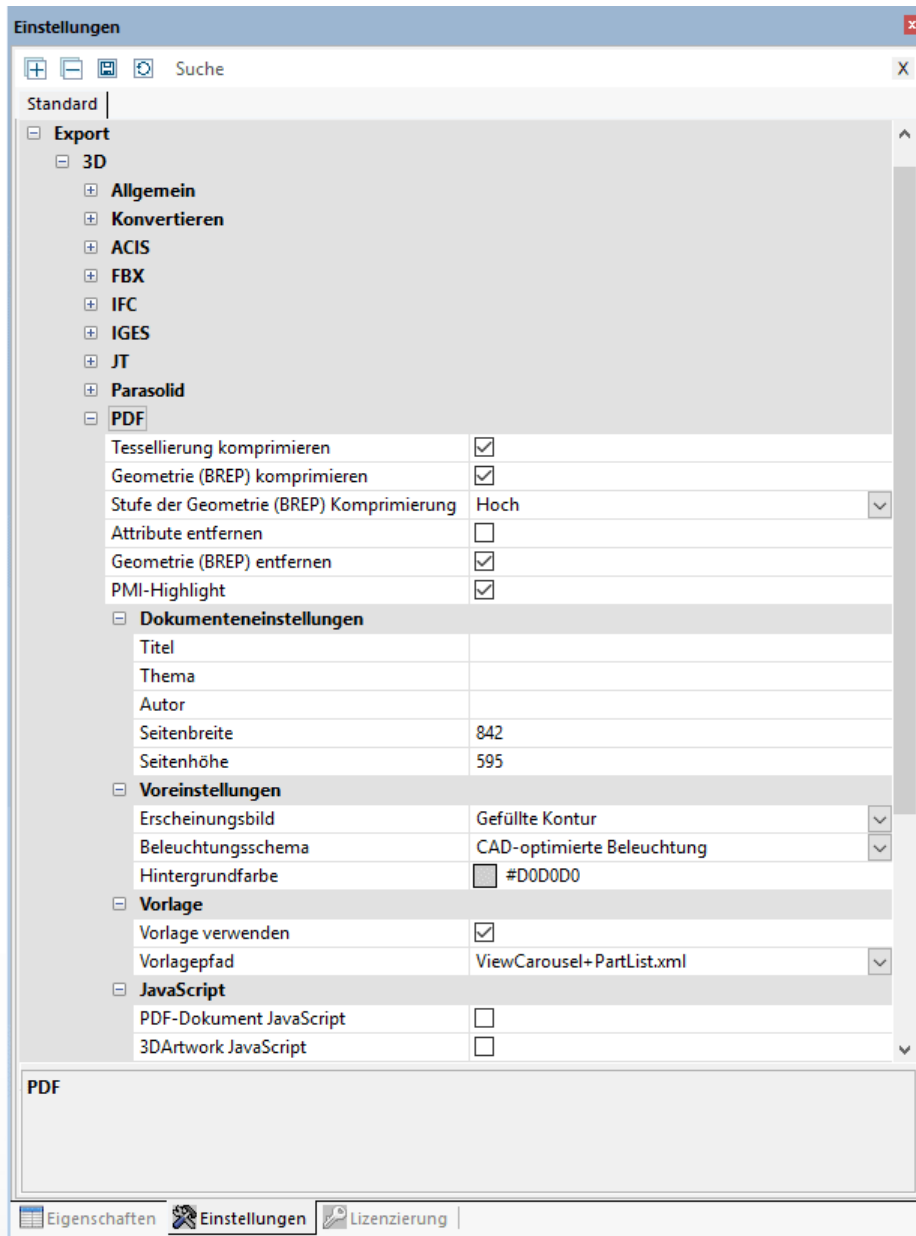 Einstellungen
Suche X
Standard
Export
3D
Allgemein
Konvertieren
ACIS
FBX
IFC
IGES
JT
Parasolid
PDF
Tessellierung komprimieren
Geometrie (BREP) komprimieren
Stufe der Geometrie (BREP) Komprimierung Hoch
Attribute entfernen
Geometrie (BREP) entfernen
PMI-Highlight
Dokumenteneinstellungen
Titel
Thema
Autor
Seitenbreite 842
Seitenhöhe 595
Voreinstellungen
Erscheinungsbild Gefüllte Kontur
Beleuchtungsschema CAD-optimierte Beleuchtung
Hintergrundfarbe #D0D0D0
Vorlage
Vorlage verwenden
Vorlagepfad ViewCarousel+PartList.xml
JavaScript
PDF-Dokument JavaScript
3DArtwork JavaScript
PDF
Eigenschaften Einstellungen Lizenzierung